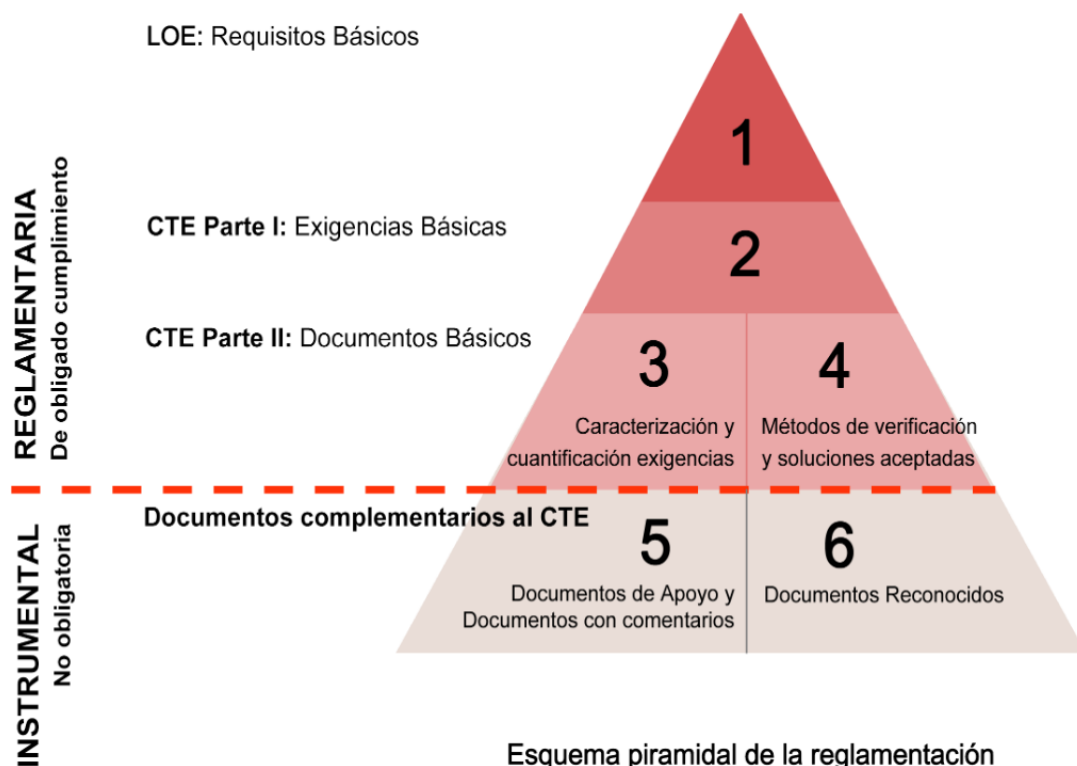 LOE: Requisitos Básicos
1
REGLAMENTARIA
De obligado cumplimiento
CTE Parte I: Exigencias Básicas
2
CTE Parte II: Documentos Básicos
3
Caracterización y
cuantificación exigencias
4
Métodos de verificación
y soluciones aceptadas
INSTRUMENTAL
No obligatoria
Documentos complementarios al CTE
5
Documentos de Apoyo y
Documentos con comentarios
6
Documentos Reconocidos
Esquema piramidal de la reglamentación